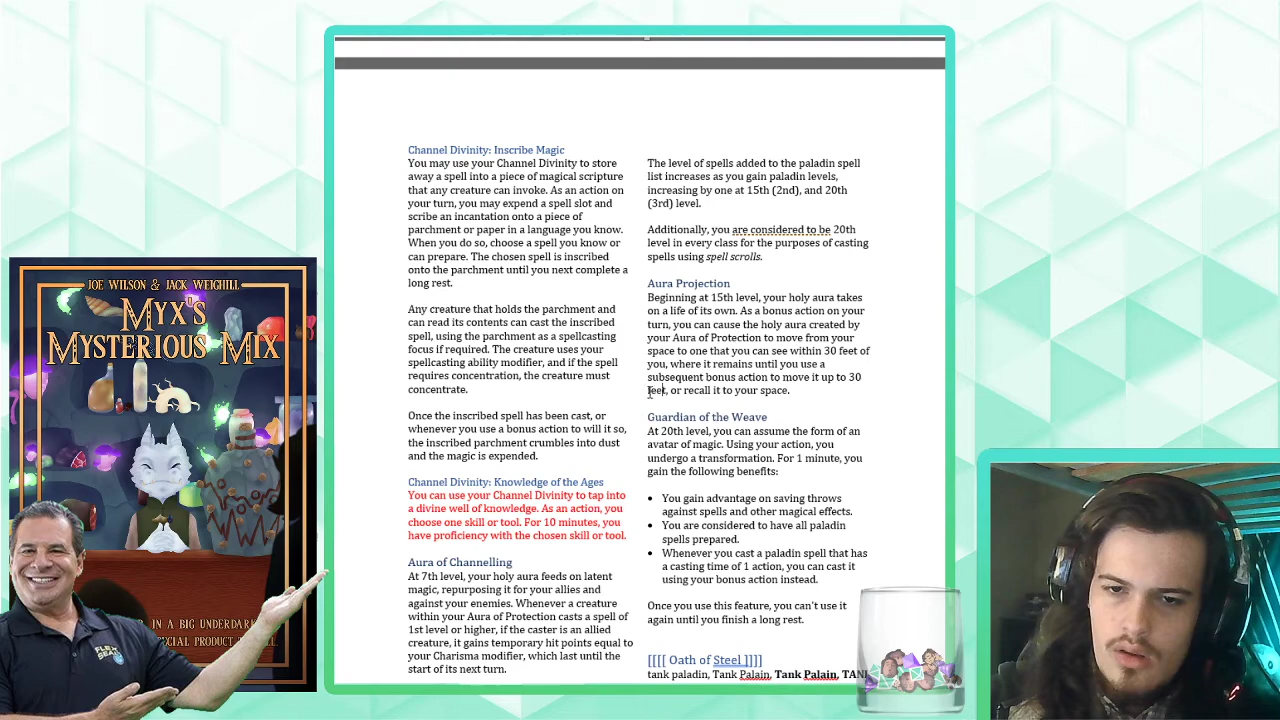 Channel Divinity: Inscribe Magic
You may use your Channel Divinity to store
away a spell into a piece of magical scripture
that any creature can invoke. As an action on
your turn, you may expend a spell slot and
scribe an incantation onto a piece of
parchment or paper in a language you know.
When you do so, choose a spell you know or
can prepare. The chosen spell is inscribed
onto the parchment until you next complete a
long rest.
Any creature that holds the parchment and
can read its contents can cast the inscribed
spell, using the parchment as a spellcasting
focus if required. The creature uses your
spellcasting ability modifier, and if the spell
requires concentration, the creature must
concentrate.
Once the inscribed spell has been cast, or
whenever you use a bonus action to will it so,
the inscribed parchment crumbles into dust
and the magic is expended.
Channel Divinity: Knowledge of the Ages
You can use your Channel Divinity to tap into
a divine well of knowledge. As an action, you
choose one skill or tool. For 10 minutes, you
have proficiency with the chosen skill or tool.
Aura of Channelling
At 7th level, your holy aura feeds on latent
magic, repurposing it for your allies and
against your enemies. Whenever a creature
within your Aura of Protection casts a spell of
1st level or higher, if the caster is an allied
creature, it gains temporary hit points equal to
your Charisma modifier, which last until the
start of its next turn.
The level of spells added to the paladin spell
list increases as you gain paladin levels,
increasing by one at 15th (2nd), and 20th
(3rd) level.
Additionally, you are considered to be 20th
level in every class for the purposes of casting
spells using spell scrolls.
Aura Projection
Beginning at 15th level, your holy aura takes
on a life of its own. As a bonus action on your
turn, you can cause the holy aura created by
your Aura of Protection to move from your
space to one that you can see within 30 feet of
you, where it remains until you use a
subsequent bonus action to move it up to 30
feet, or recall it to your space.
Guardian of the Weave
At 20th level, you can assume the form of an
avatar of magic. Using your action, you
undergo a transformation. For 1 minute, you
gain the following benefits:
• You gain advantage on saving throws
against spells and other magical effects.
• You are considered to have all paladin
spells prepared.
• Whenever you cast a paladin spell that has
a casting time of 1 action, you can cast it
using your bonus action instead.
Once you use this feature, you can't use it
again until you finish a long rest.
[[[[ Oath of Steel ]]]]
tank paladin, Tank Palain, Tank Palain, TAN
JOE WILSON & JACK WEIGHILL
MYX'S
MYSTERIOUS MIX
IN A BIG UNDERDARK
FLEX
SEAL